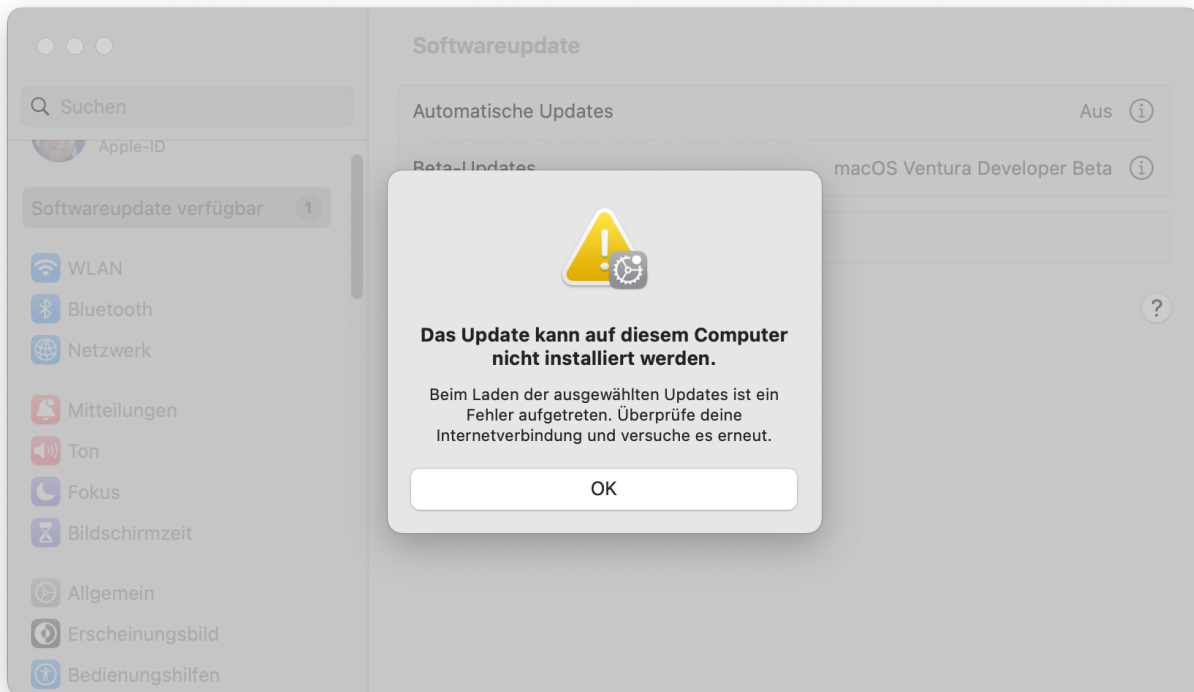 Softwareupdate
Suchen
Automatische Updates
Aus
Apple-ID
Beta-Updates
macOS Ventura Developer Beta
Softwareupdate verfügbar
1
WLAN
Bluetooth
Netzwerk
Mitteilungen
Ton
Fokus
Bildschirmzeit
Allgemein
Erscheinungsbild
Bedienungshilfen
?
Das Update kann auf diesem Computer
nicht installiert werden.
Beim Laden der ausgewählten Updates ist ein
Fehler aufgetreten. Überprüfe deine
Internetverbindung und versuche es erneut.
OK